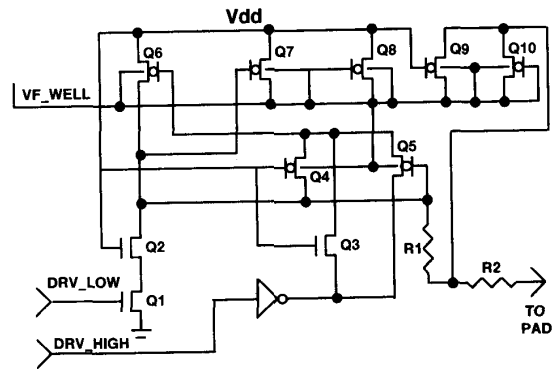 Vdd
Q6
Q7
Q8
Q9
Q10
VF_WELL
Q5
Q4
Q2
Q3
R1
R2
DRV_LOW
Q1
TO
PAD
DRV_HIGH